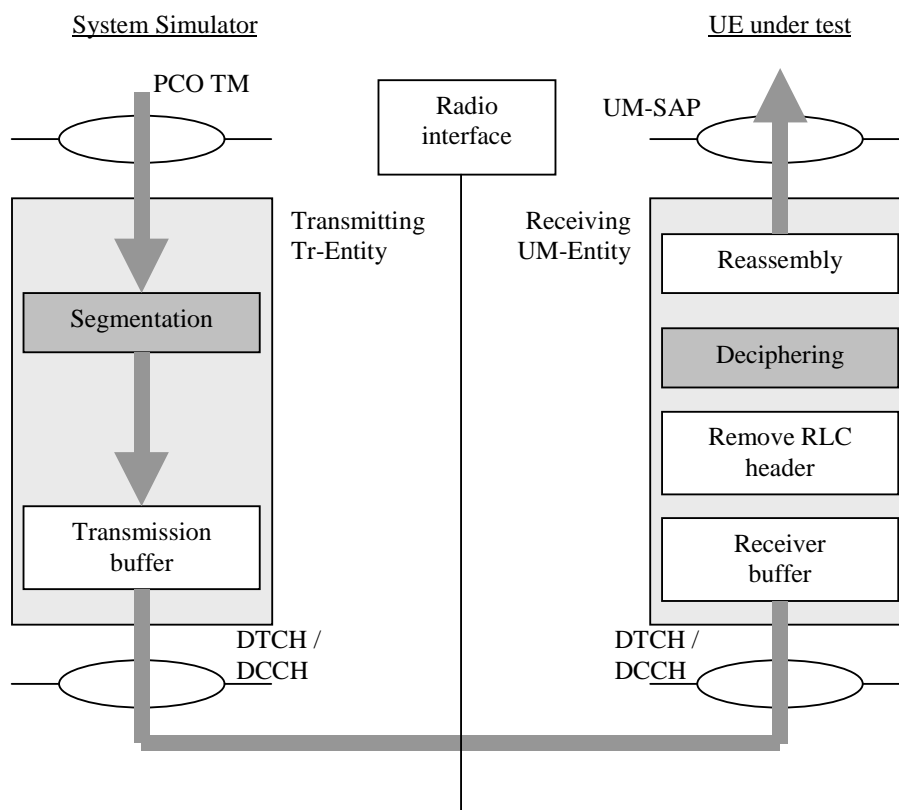 System Simulator
UE under test
PCO TM
Radio
interface
UM-SAP
Transmitting
Tr-Entity
Receiving
UM-Entity
Segmentation
Transmission
buffer
Reassembly
Deciphering
Remove RLC
header
Receiver
buffer
DTCH /
DCCH
DTCH /
DCCH